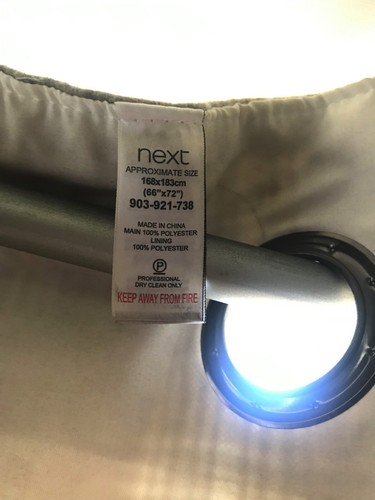 next
APPROXIMATE SIZE
168x183cm
(66"x72")
903-921-738
MADE IN CHINA
MAIN 100% POLYESTER
LINING
100% POLYESTER
P
PROFESSIONAL
DRY CLEAN ONLY
KEEP AWAY FROM FIRE